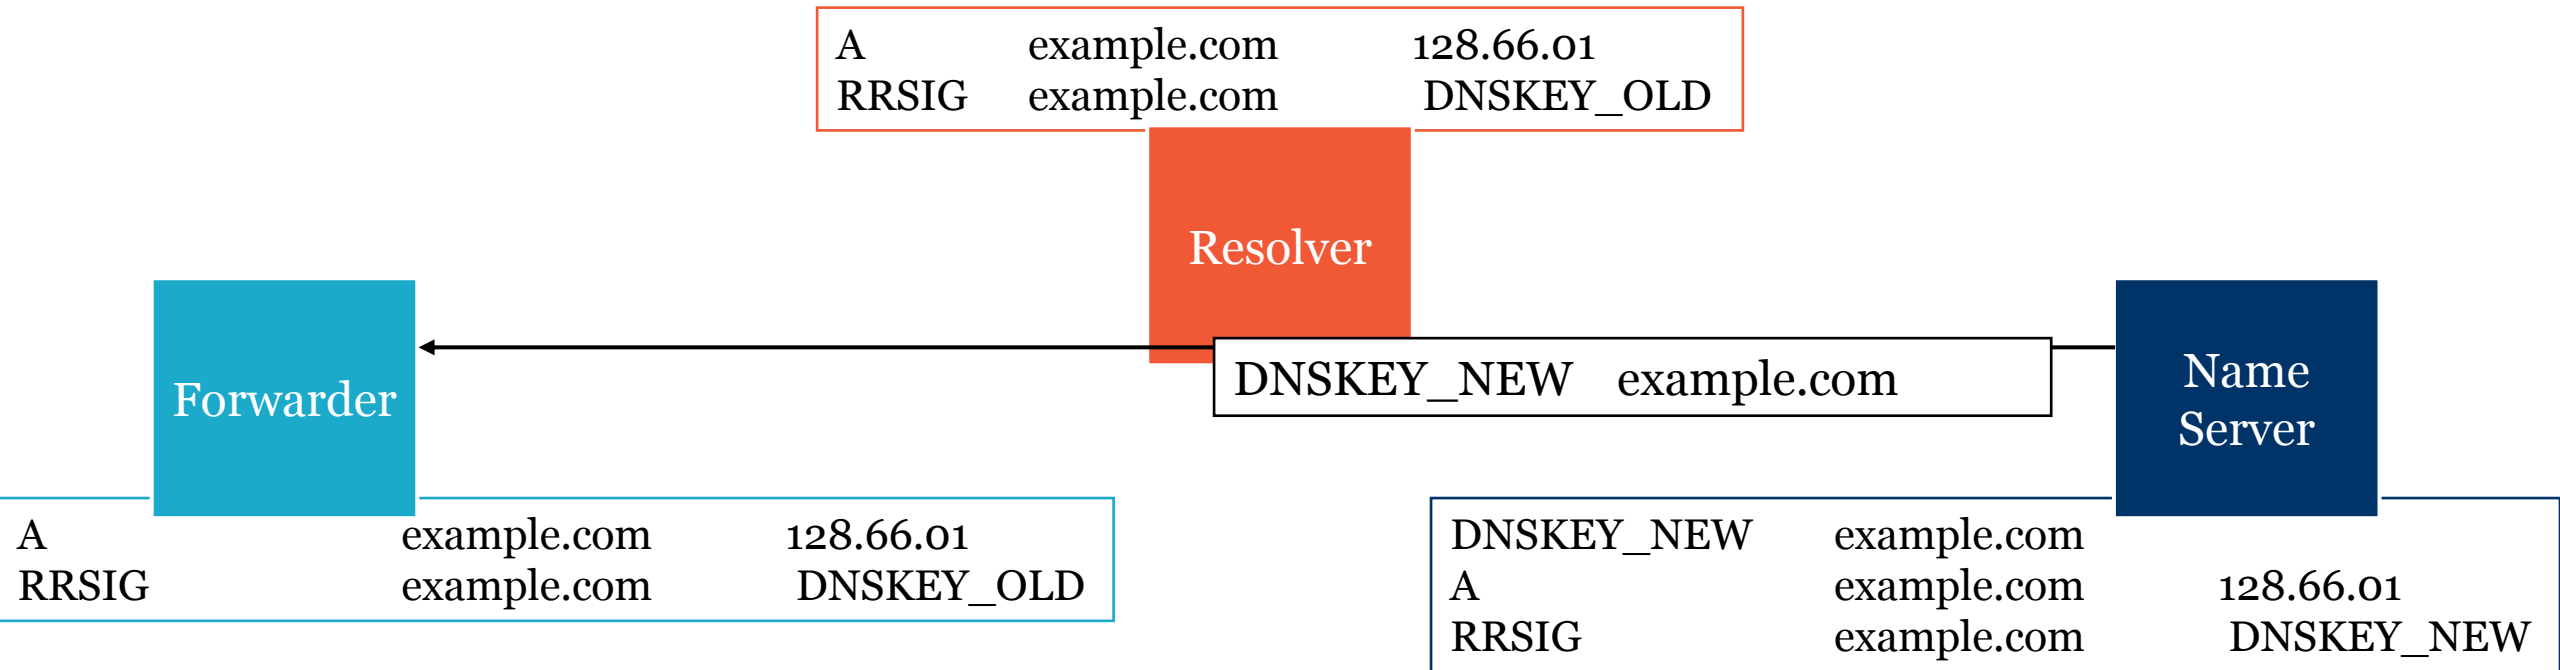 A example.com 128.66.01
RRSIG example.com DNSKEY_OLD
Resolver
Forwarder
DNSKEY_NEW example.com
Name
Server
A example.com 128.66.01
RRSIG example.com DNSKEY_OLD
DNSKEY_NEW example.com
A example.com 128.66.01
RRSIG example.com DNSKEY_NEW